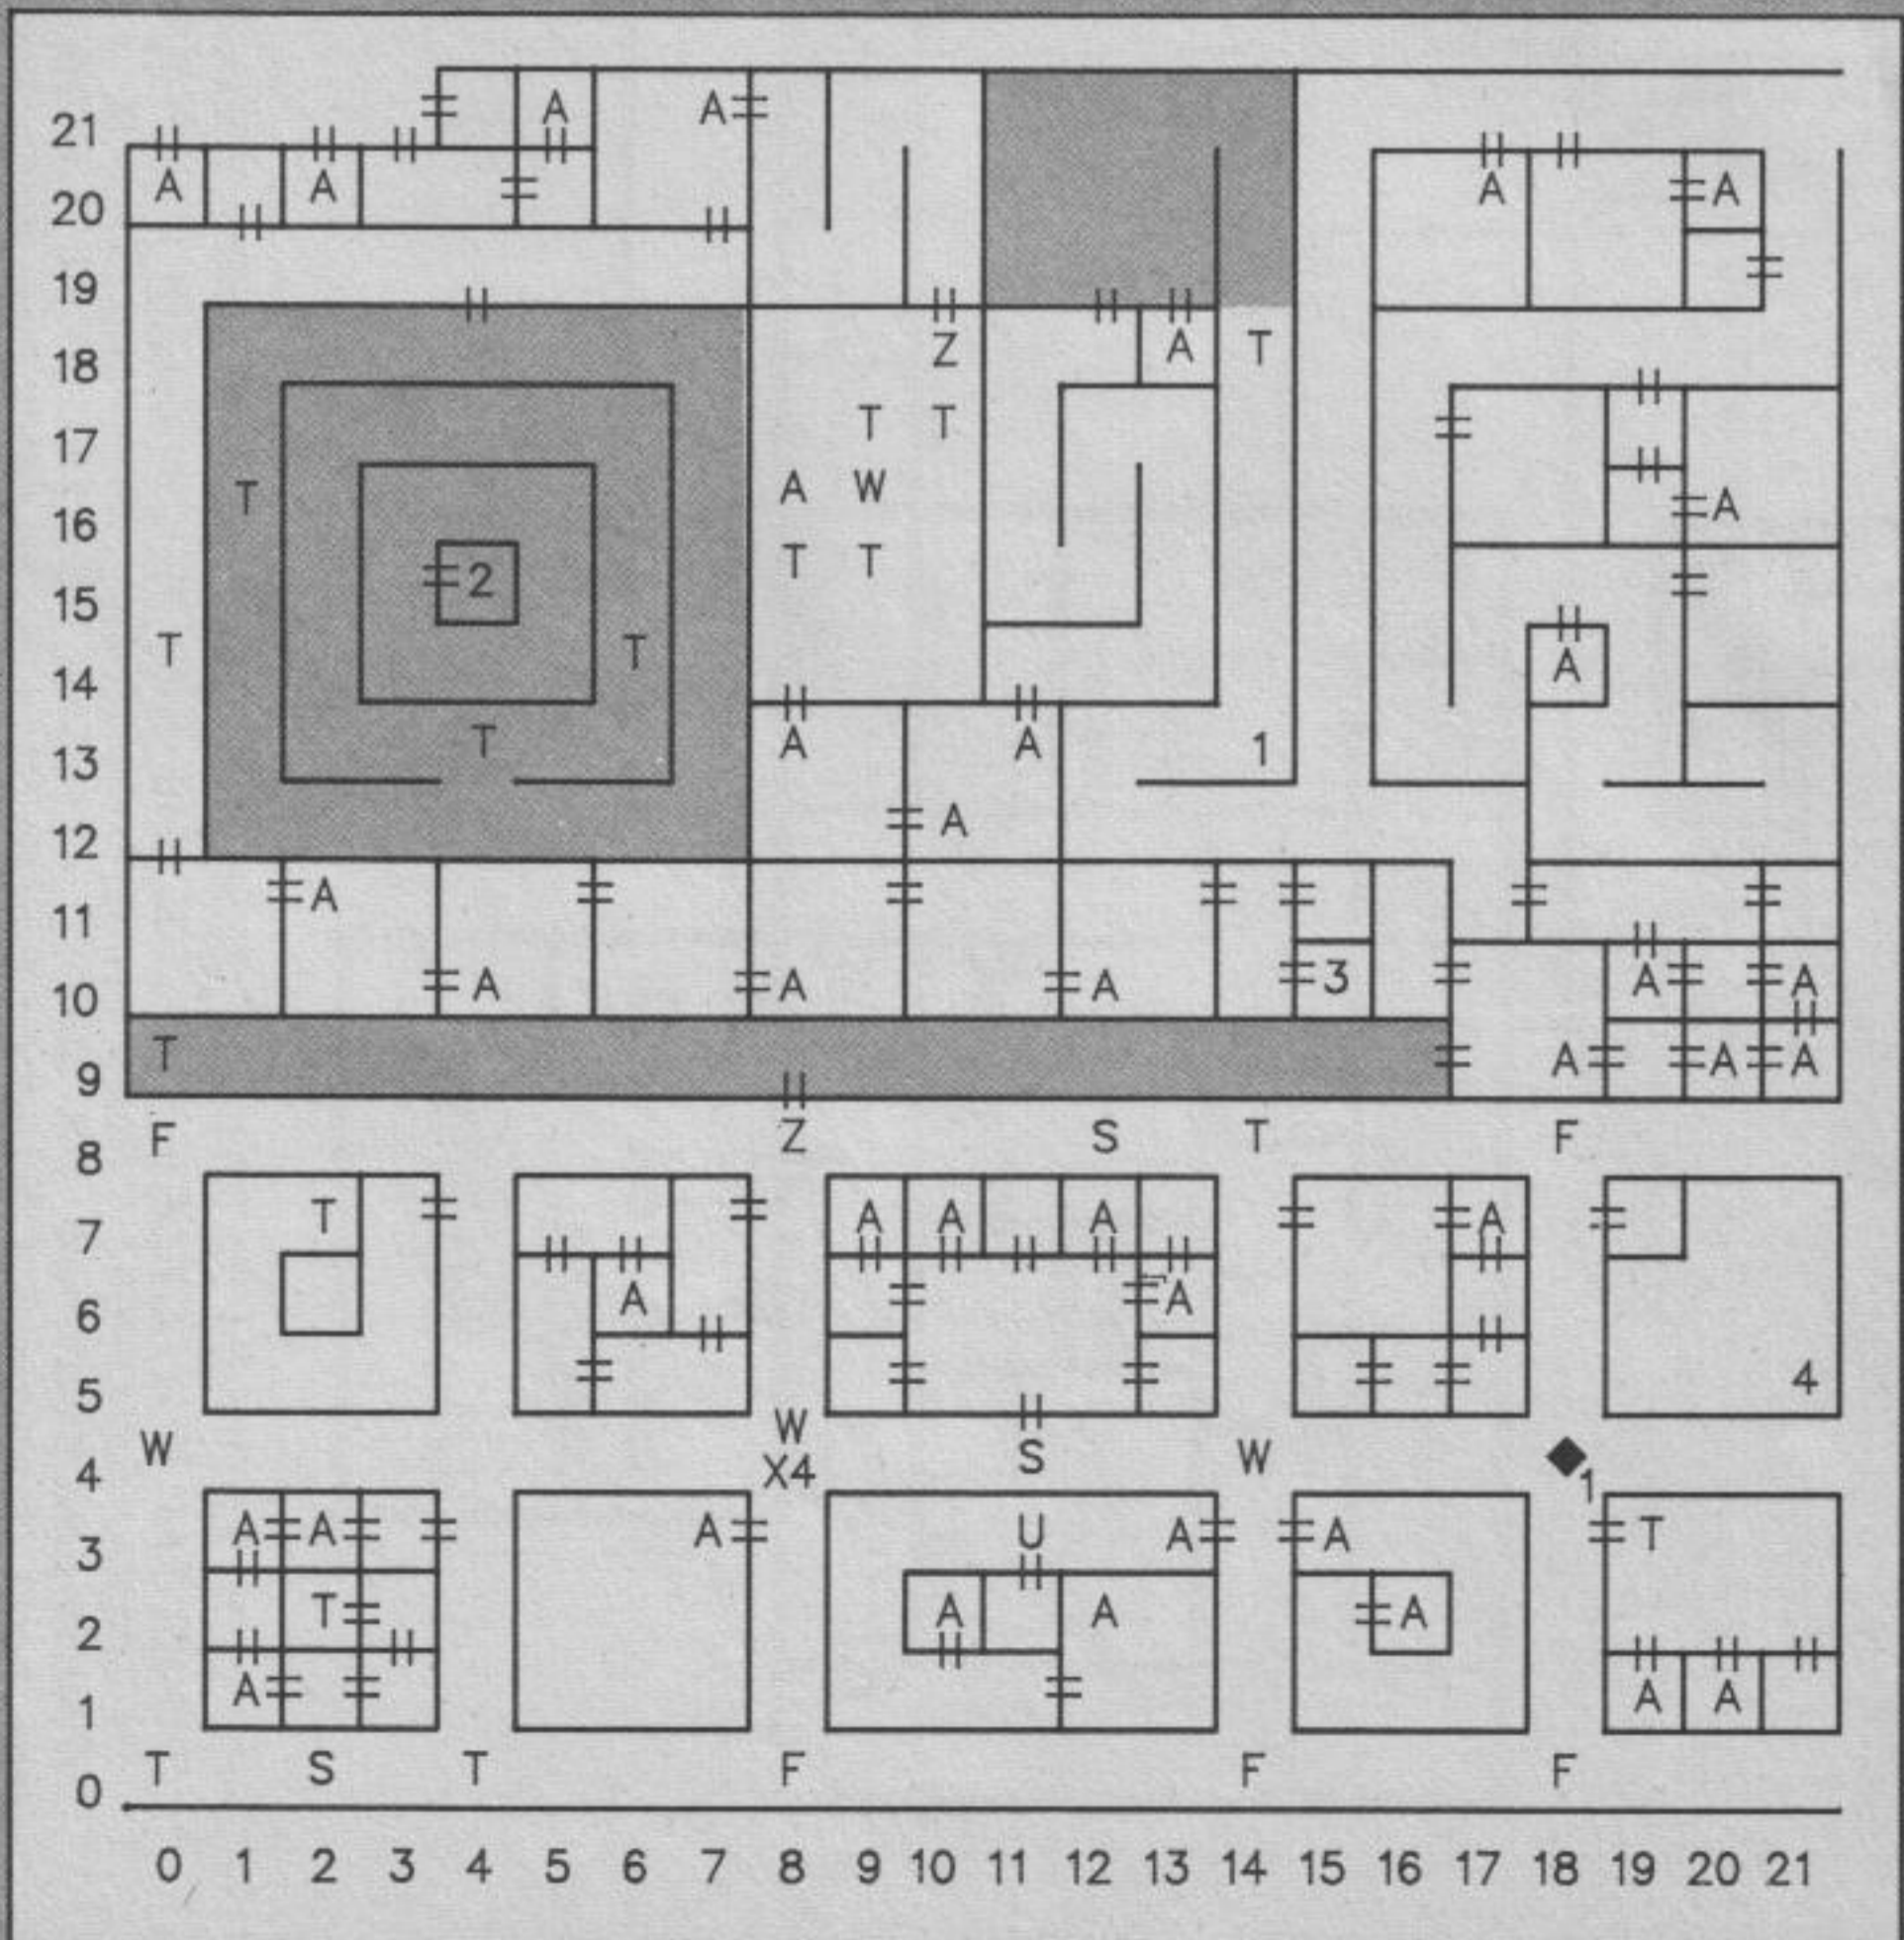 A A
21
A A A A
20
19
Z A T
18
T T
17
T A W A
16
2 T T
15
T T A
14
T A A 1
13
A
12
A
11
A A A 3 A A
10
T A A A
9
F Z S T F
8
T A A A A
7
A A
6
4
5
W W W
4 X4 S 1
A A A U A A T
3
T A A A
2
A A A
1
T S T F F F
0
0 1 2 3 4 5 6 7 8 9 10 11 12 13 14 15 16 17 18 19 20 21